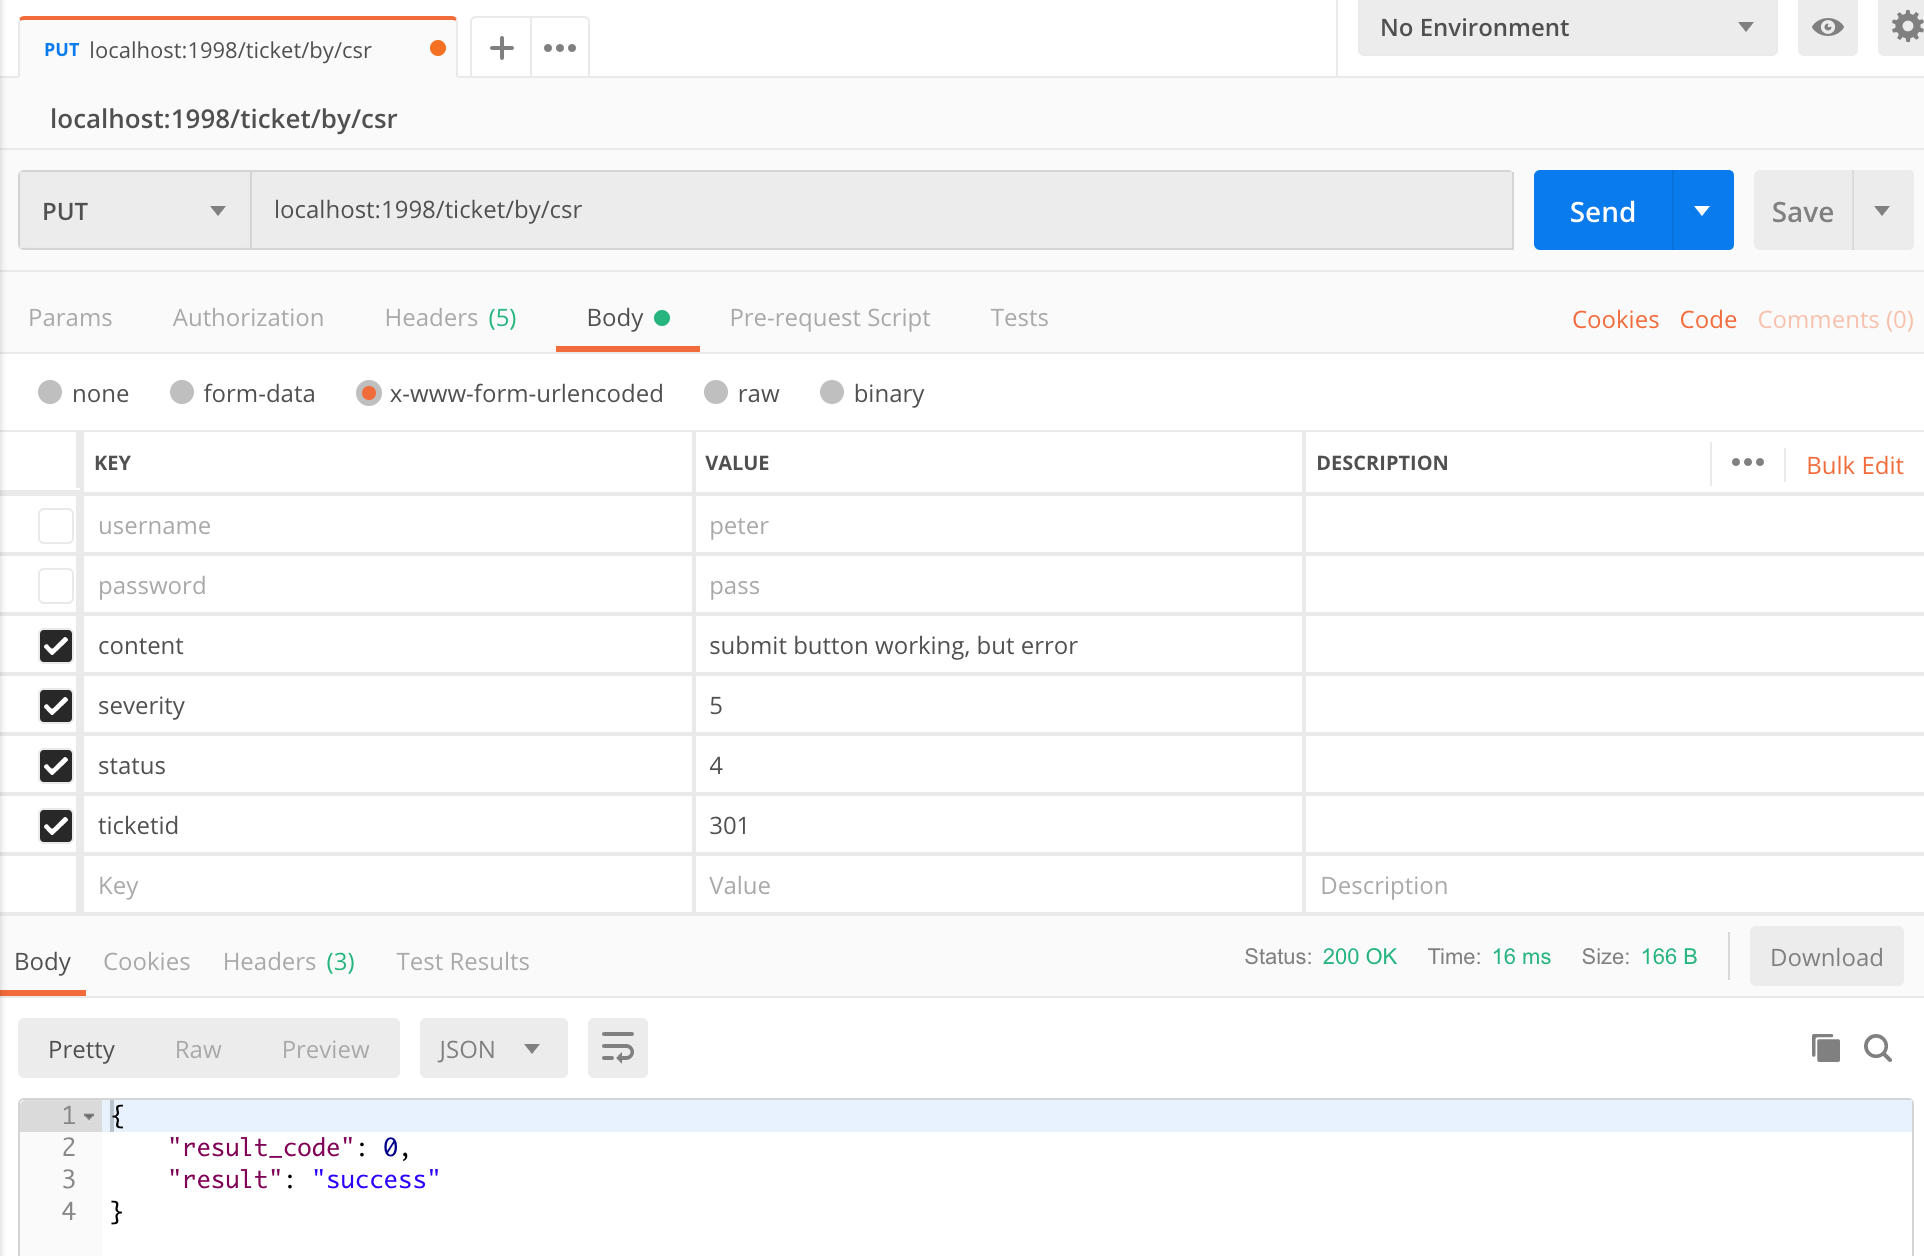 PUT localhost:1998/ticket/by/csr
No Environment
localhost:1998/ticket/by/csr
PUT localhost:1998/ticket/by/csr Send Save
Params Authorization Headers (5) Body Pre-request Script Tests Cookies Code Comments (0)
none form-data x-www-form-urlencoded raw binary
KEY VALUE DESCRIPTION Bulk Edit
username peter
password pass
content submit button working, but error
severity 5
status 4
ticketid 301
Key Value Description
Body Cookies Headers (3) Test Results Status: 200 OK Time: 16 ms Size: 166 B Download
Pretty Raw Preview JSON
1 {
2 "result_code": 0,
3 "result": "success"
4 }